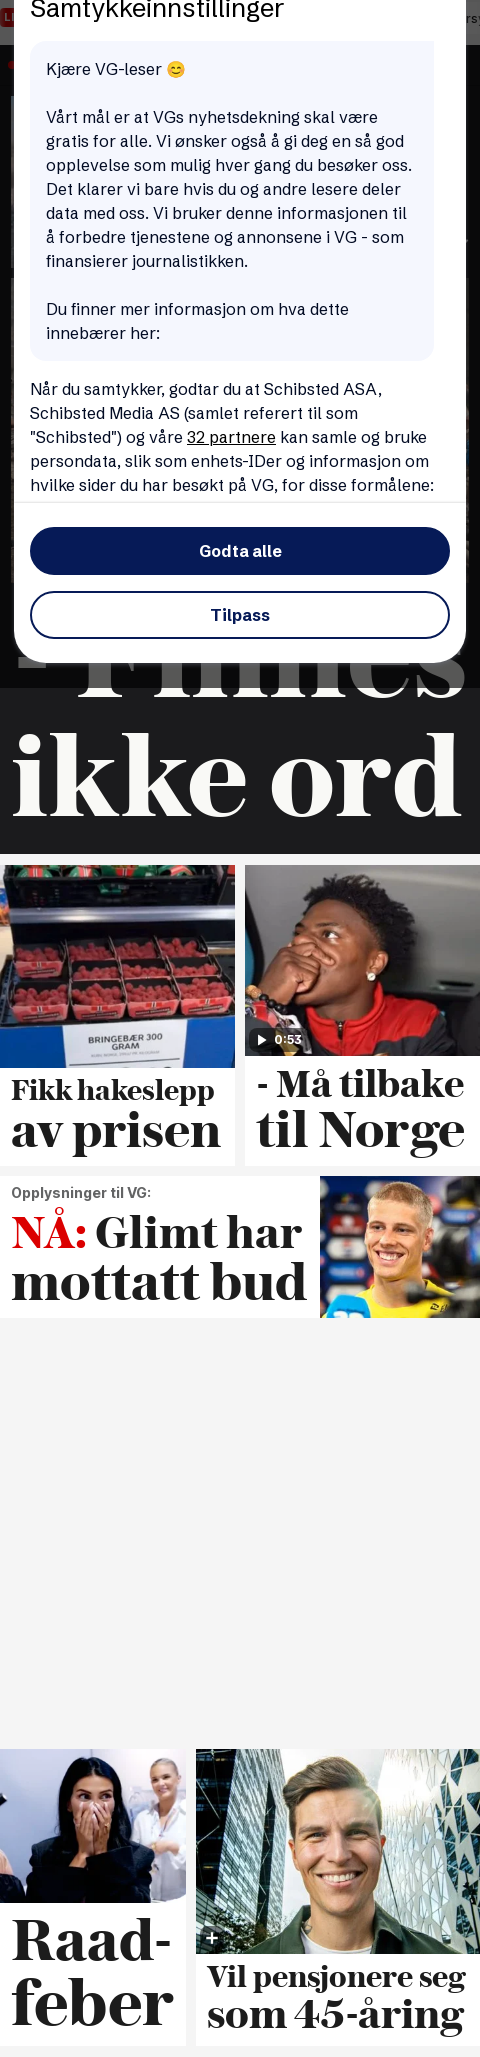 Samtykkeinnstillinger
Kjære VG-leser 😊
Vårt mål er at VGs nyhetsdekning skal være
gratis for alle. Vi ønsker også å gi deg en så god
opplevelse som mulig hver gang du besøker oss.
Det klarer vi bare hvis du og andre lesere deler
data med oss. Vi bruker denne informasjonen til
å forbedre tjenestene og annonsene i VG - som
finansierer journalistikken.
Du finner mer informasjon om hva dette
innebærer her:
Når du samtykker, godtar du at Schibsted ASA,
Schibsted Media AS (samlet referert til som
"Schibsted") og våre 32 partnere kan samle og bruke
persondata, slik som enhets-IDer og informasjon om
hvilke sider du har besøkt på VG, for disse formålene:
Godta alle
Tilpass
- Finnes
ikke ord
BRINGEBÆR 300
GRAM
Fikk hakeslepp
av prisen
0:53
- Må tilbake
til Norge
Opplysninger til VG:
NÅ: Glimt har
mottatt bud
Raad-
feber
Vil pensjonere seg
som 45-åring